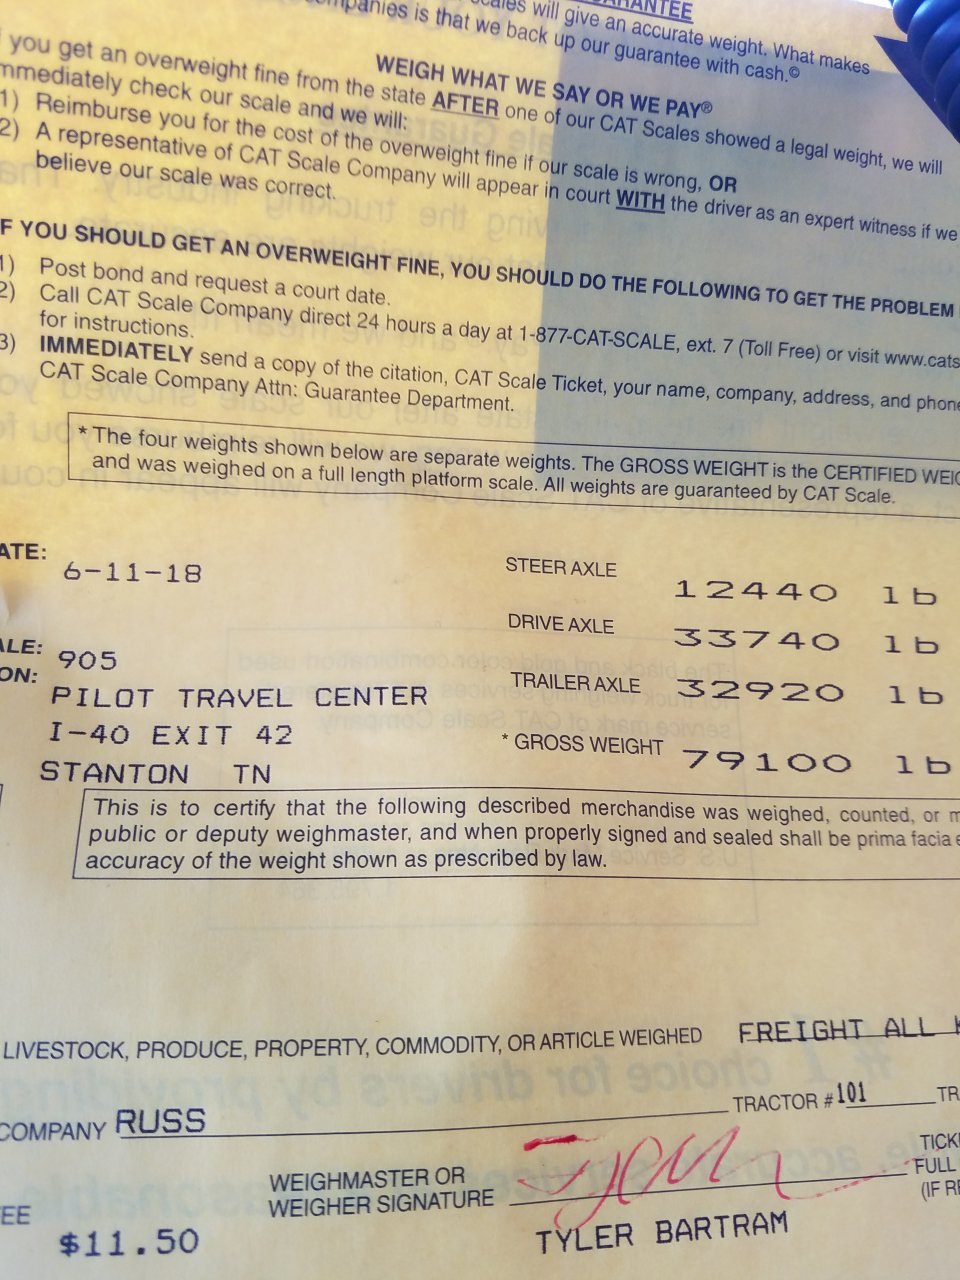 ARANTEE
scales will give an accurate weight. What makes
ompanies is that we back up our guarantee with cash.©
WEIGH WHAT WE SAY OR WE PAY®
you get an overweight fine from the state AFTER one of our CAT Scales showed a legal weight, we will
mmediately check our scale and we will:
1) Reimburse you for the cost of the overweight fine if our scale is wrong, OR
2) A representative of CAT Scale Company will appear in court WITH the driver as an expert witness if we
believe our scale was correct.
F YOU SHOULD GET AN OVERWEIGHT FINE, YOU SHOULD DO THE FOLLOWING TO GET THE PROBLEM
1) Post bond and request a court date.
2) Call CAT Scale Company direct 24 hours a day at 1-877-CAT-SCALE, ext. 7 (Toll Free) or visit www.cats
for instructions.
3) IMMEDIATELY send a copy of the citation, CAT Scale Ticket, your name, company, address, and phone
CAT Scale Company Attn: Guarantee Department.
* The four weights shown below are separate weights. The GROSS WEIGHT is the CERTIFIED WEIG
and was weighed on a full length platform scale. All weights are guaranteed by CAT Scale.
ATE: 6-11-18
STEER AXLE 12440 lb
DRIVE AXLE 33740 lb
TRAILER AXLE 32920 lb
* GROSS WEIGHT 79100 lb
ALE: 905
ON: PILOT TRAVEL CENTER
I-40 EXIT 42
STANTON TN
This is to certify that the following described merchandise was weighed, counted, or m
public or deputy weighmaster, and when properly signed and sealed shall be prima facia e
accuracy of the weight shown as prescribed by law.
LIVESTOCK, PRODUCE, PROPERTY, COMMODITY, OR ARTICLE WEIGHED FREIGHT ALL K
COMPANY RUSS
TRACTOR # 101 TR
WEIGHMASTER OR
WEIGHER SIGNATURE
TYLER BARTRAM
TICK
FULL
(IF RE
EE
$11.50